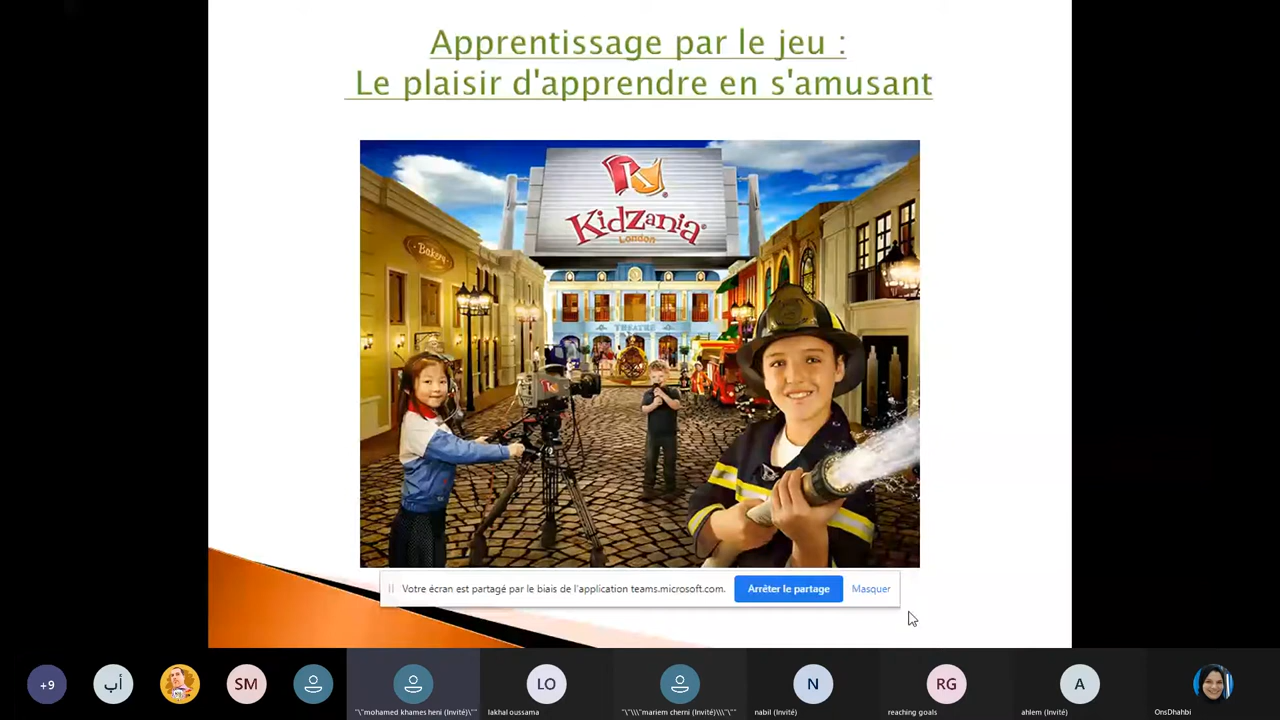 Apprentissage par le jeu :
Le plaisir d'apprendre en s'amusant
K
KidZania
London
Bakery
THEATRE
K
Votre écran est partagé par le biais de l'application teams.microsoft.com.
Arrêter le partage
Masquer
+9
أب
SM
LO
N
RG
A
"\"mohamed khames heni (Invité)\""
lakhal oussama
"\"\\\"mariem cherni (Invité)\\\"\""
nabil (Invité)
reaching goals
ahlem (Invité)
OnsDhahbi